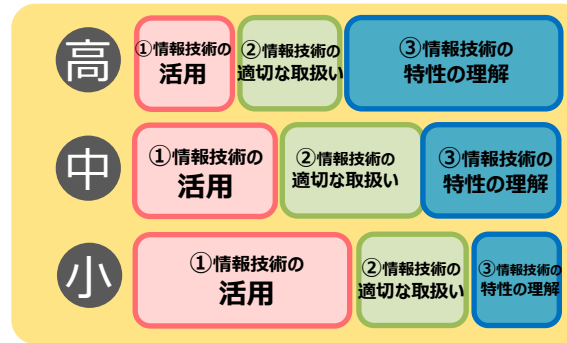 高
①情報技術の
活用
②情報技術の
適切な取扱い
③情報技術の
特性の理解
中
①情報技術の
活用
②情報技術の
適切な取扱い
③情報技術の
特性の理解
小
①情報技術の
活用
②情報技術の
適切な取扱い
③情報技術の
特性の理解